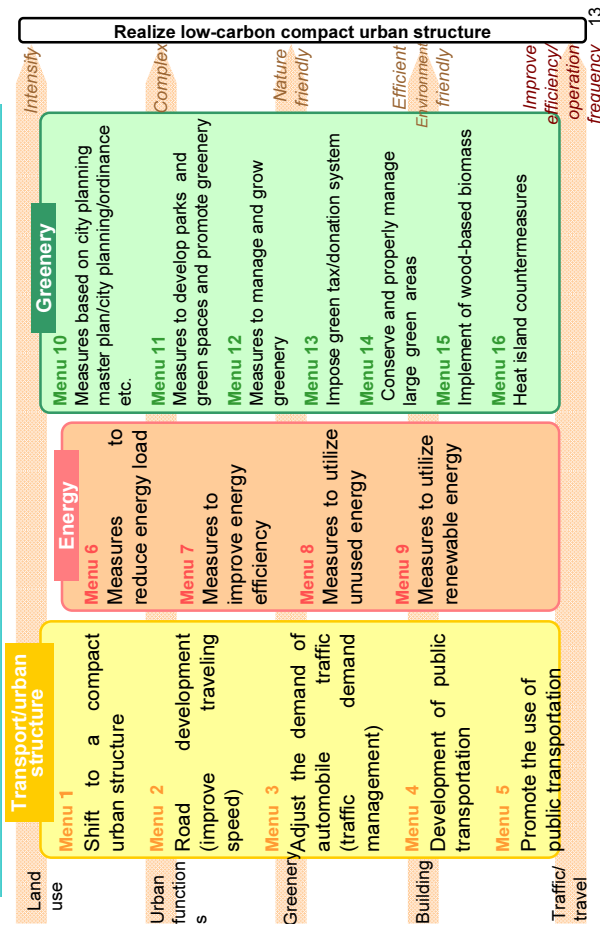 Land
use
Urban
function
s
Greenery
Building
Traffic/
travel
Transport/urban
structure
Menu 1
Shift to a compact
urban structure
Menu 2
Road development
(improve traveling
speed)
Menu 3
Adjust the demand of
automobile traffic
(traffic demand
management)
Menu 4
Development of public
transportation
Menu 5
Promote the use of
public transportation
Energy
Menu 6
Measures to
reduce energy load
Menu 7
Measures to
improve energy
efficiency
Menu 8
Measures to utilize
unused energy
Menu 9
Measures to utilize
renewable energy
Greenery
Menu 10
Measures based on city planning
master plan/city planning/ordinance
etc.
Menu 11
Measures to develop parks and
green spaces and promote greenery
Menu 12
Measures to manage and grow
greenery
Menu 13
Impose green tax/donation system
Menu 14
Conserve and properly manage
large green areas
Menu 15
Implement of wood-based biomass
Menu 16
Heat island countermeasures
Intensify
Complex
Nature
friendly
Efficient
Environment
friendly
Improve
efficiency/
operation
frequency
Realize low-carbon compact urban structure
13